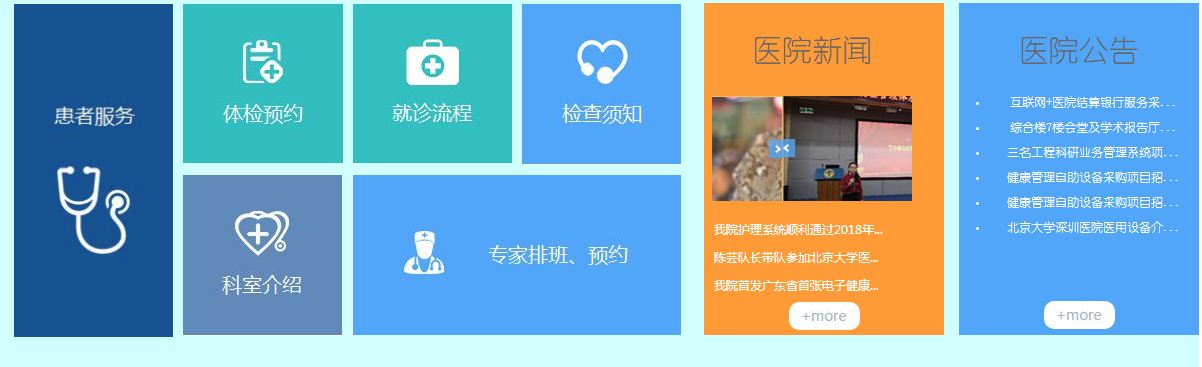 患者服务
体检预约
就诊流程
检查须知
科室介绍
专家排班、预约
医院新闻
我院护理系统顺利通过2018年...
陈芸队长带队参加北京大学医...
我院首发广东省首张电子健康...
+more
医院公告
互联网+医院结算银行服务采...
综合楼7楼会堂及学术报告厅...
三名工程科研业务管理系统项...
健康管理自助设备采购项目招...
健康管理自助设备采购项目招...
北京大学深圳医院医用设备介...
+more